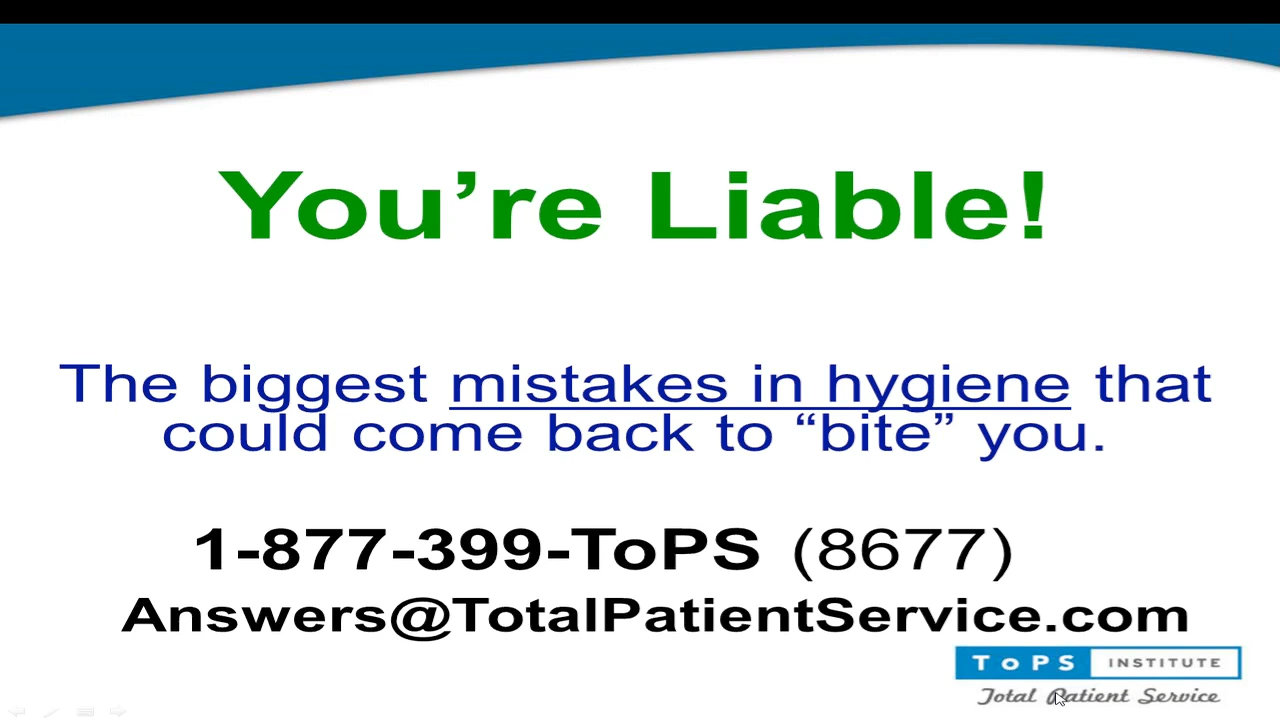 You’re Liable!
The biggest mistakes in hygiene that
could come back to “bite” you.
1-877-399-ToPS (8677)
Answers@TotalPatientService.com
ToPS INSTITUTE
Total Patient Service